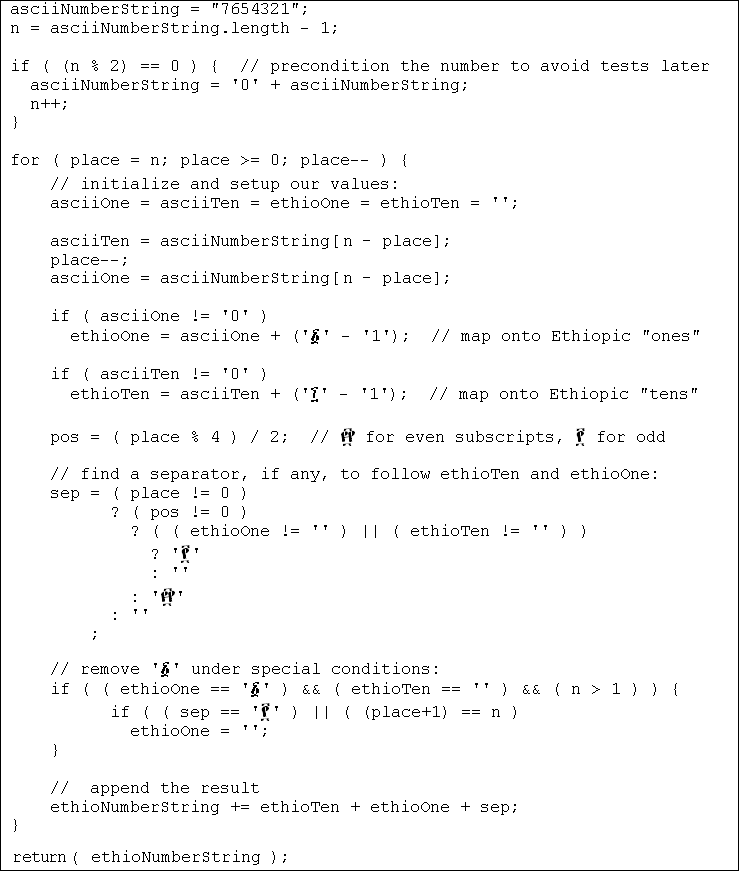 asciiNumberString = "7654321";
n = asciiNumberString.length - 1;
if ( (n % 2) == 0 ) {  // precondition the number to avoid tests later
asciiNumberString = '0' + asciiNumberString;
n++;
}
for ( place = n; place >= 0; place-- ) {
// initialize and setup our values:
asciiOne = asciiTen = ethioOne = ethioTen = '';
asciiTen = asciiNumberString[n - place];
place--;
asciiOne = asciiNumberString[n - place];
if ( asciiOne != '0' )
ethioOne = asciiOne + ('፩' - '1');  // map onto Ethiopic "ones"
if ( asciiTen != '0' )
ethioTen = asciiTen + ('፲' - '1');  // map onto Ethiopic "tens"
pos = ( place % 4 ) / 2;  // ፼ for even subscripts, ፻ for odd
// find a separator, if any, to follow ethioTen and ethioOne:
sep = ( place != 0 )
? ( pos != 0 )
? ( ( ethioOne != '' ) || ( ethioTen != '' ) )
? '፻'
: ''
: '፼'
: ''
;
// remove '፩' under special conditions:
if ( ( ethioOne == '፩' ) && ( ethioTen == '' ) && ( n > 1 ) ) {
if ( ( sep == '፻' ) || ( (place+1) == n )
ethioOne = '';
}
//  append the result
ethioNumberString += ethioTen + ethioOne + sep;
}
return( ethioNumberString );